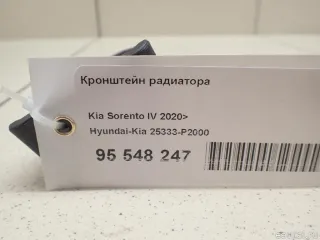 Кронштейн радиатора
Kia Sorento IV 2020>
Hyundai-Kia 25333-P2000
95 548 247